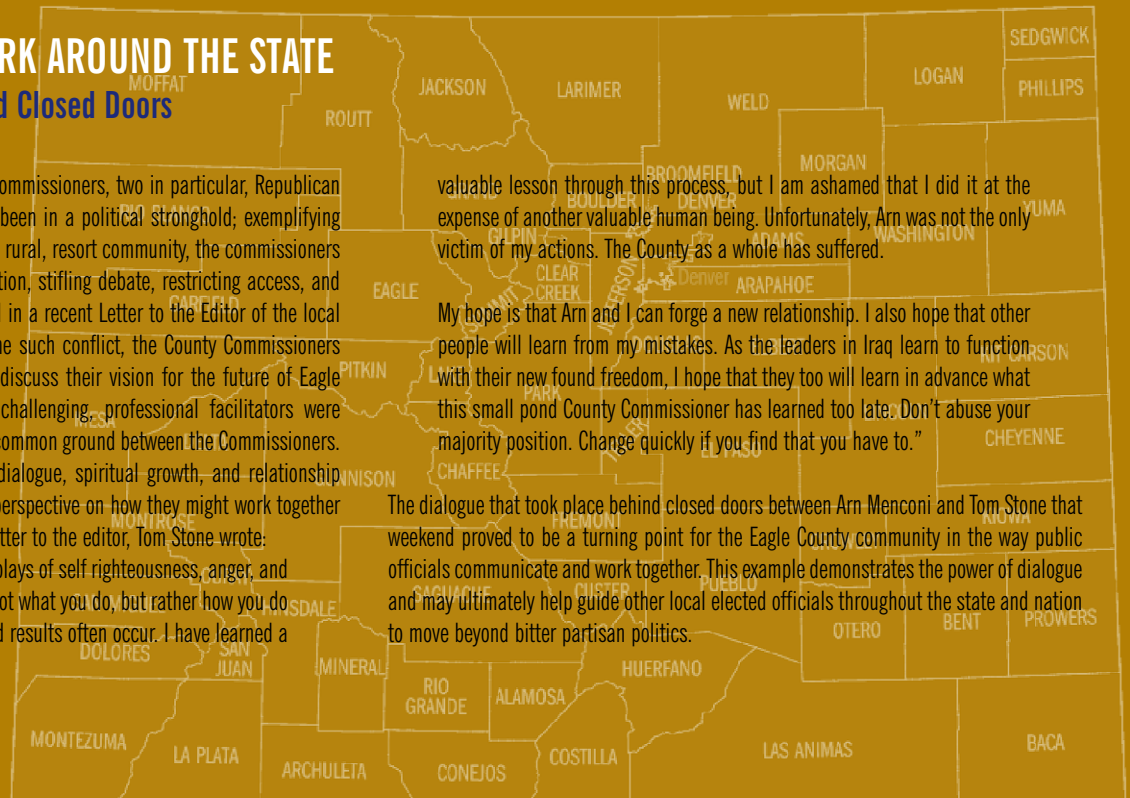 RK AROUND THE STATE
d Closed Doors
ommissioners, two in particular, Republican
been in a political stronghold; exemplifying
rural, resort community, the commissioners
tion, stifling debate, restricting access, and
d in a recent Letter to the Editor of the local
ne such conflict, the County Commissioners
discuss their vision for the future of Eagle
challenging, professional facilitators were
common ground between the Commissioners.
dialogue, spiritual growth, and relationship
perspective on how they might work together
tter to the editor, Tom Stone wrote:
plays of self righteousness, anger, and
ot what you do, but rather how you do
d results often occur. I have learned a
valuable lesson through this process, but I am ashamed that I did it at the
expense of another valuable human being. Unfortunately, Arn was not the only
victim of my actions. The County as a whole has suffered.
My hope is that Arn and I can forge a new relationship. I also hope that other
people will learn from my mistakes. As the leaders in Iraq learn to function
with their new found freedom, I hope that they too will learn in advance what
this small pond County Commissioner has learned too late. Don’t abuse your
majority position. Change quickly if you find that you have to.”
The dialogue that took place behind closed doors between Arn Menconi and Tom Stone that
weekend proved to be a turning point for the Eagle County community in the way public
officials communicate and work together. This example demonstrates the power of dialogue
and may ultimately help guide other local elected officials throughout the state and nation
to move beyond bitter partisan politics.
MOFFAT
ROUTT
JACKSON
LARIMER
WELD
LOGAN
SEDGWICK
PHILLIPS
MORGAN
YUMA
WASHINGTON
ADAMS
BROOMFIELD
DENVER
BOULDER
GRAND
GILPIN
CLEAR
CREEK
JEFFERSON
Denver
ARAPAHOE
RIO BLANCO
GARFIELD
EAGLE
SUMMIT
PITKIN
LAKE
PARK
KIT CARSON
MESA
GUNNISON
CHAFFEE
TELLER
EL PASO
CHEYENNE
MONTROSE
FREMONT
KIOWA
SAGUACHE
CUSTER
PUEBLO
HINSDALE
DOLORES
SAN
JUAN
MINERAL
RIO
GRANDE
ALAMOSA
HUERFANO
OTERO
BENT
PROWERS
MONTEZUMA
LA PLATA
ARCHULETA
CONEJOS
COSTILLA
LAS ANIMAS
BACA